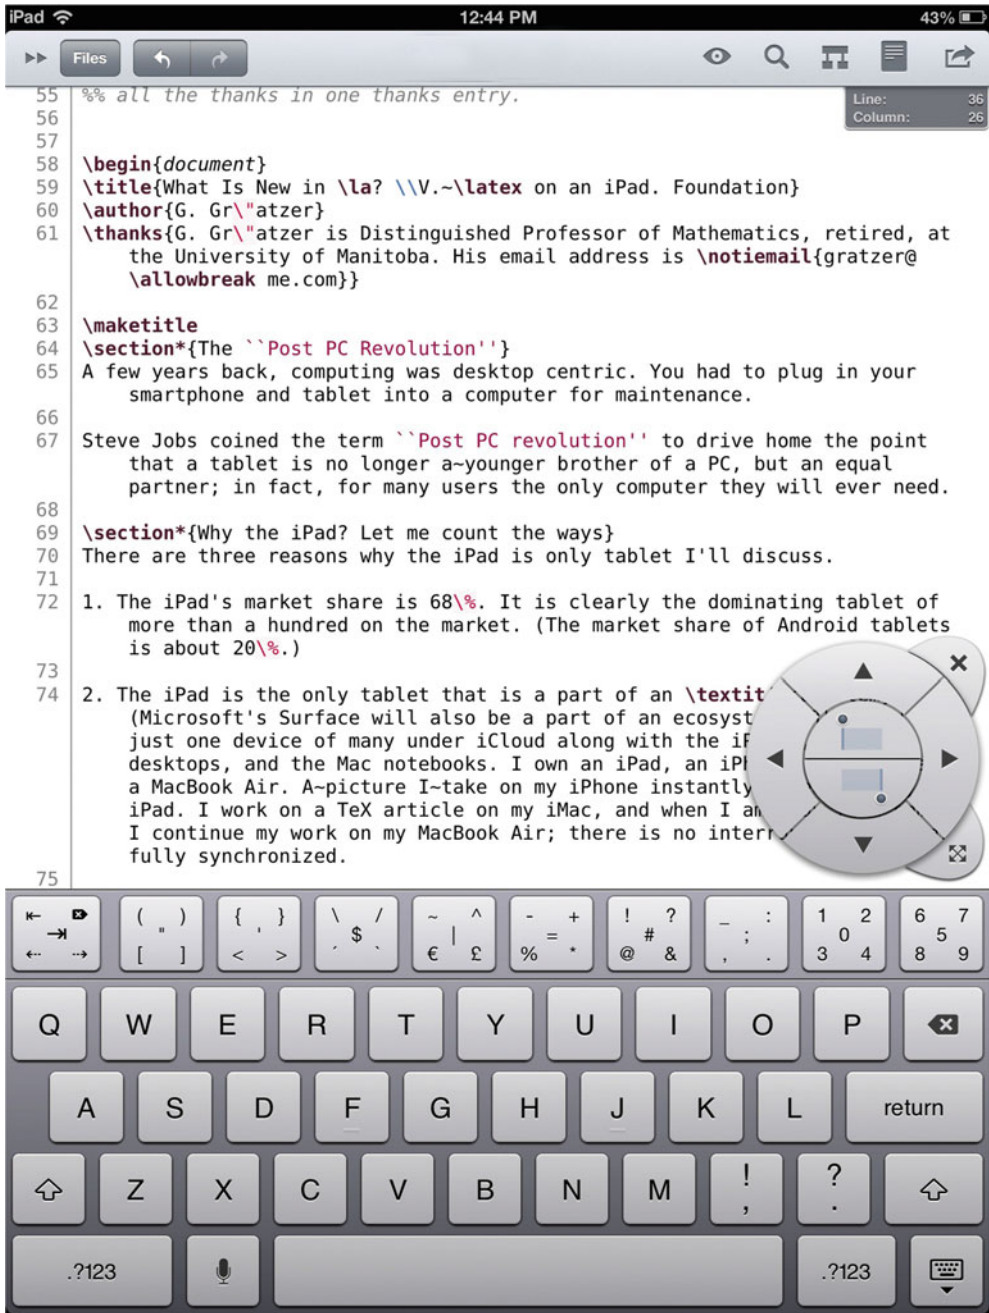 iPad 12:44 PM 43%
Files
Line: 36
Column: 26
55 %% all the thanks in one thanks entry.
56
57
58 \begin{document}
59 \title{What Is New in \la? \\V.~\latex on an iPad. Foundation}
60 \author{G. Gr\"atzer}
61 \thanks{G. Gr\"atzer is Distinguished Professor of Mathematics, retired, at
the University of Manitoba. His email address is \notiemail{gratzer@
\allowbreak me.com}}
62
63 \maketitle
64 \section*{The ``Post PC Revolution''}
65 A few years back, computing was desktop centric. You had to plug in your
smartphone and tablet into a computer for maintenance.
66
67 Steve Jobs coined the term ``Post PC revolution'' to drive home the point
that a tablet is no longer a~younger brother of a PC, but an equal
partner; in fact, for many users the only computer they will ever need.
68
69 \section*{Why the iPad? Let me count the ways}
70 There are three reasons why the iPad is only tablet I'll discuss.
71
72 1. The iPad's market share is 68\%. It is clearly the dominating tablet of
more than a hundred on the market. (The market share of Android tablets
is about 20\%.)
73
74 2. The iPad is the only tablet that is a part of an \textit
(Microsoft's Surface will also be a part of an
just one device of many under iCloud along with the
desktops, and the Mac notebooks. I own an iPad, an
a MacBook Air. A~picture I~take on my iPhone instantly
iPad. I work on a TeX article on my iMac, and when I
I continue my work on my MacBook Air; there is no
fully synchronized.
75
( ) { } \ / ~ ^ - + ! ? _ : 1 2 6 7
" ' $ | = # ; 0 5
[ ] < > ´ ` € £ % * @ & , . 3 4 8 9
Q W E R T Y U I O P
A S D F G H J K L return
Z X C V B N M ! , ? .
.?123 .?123